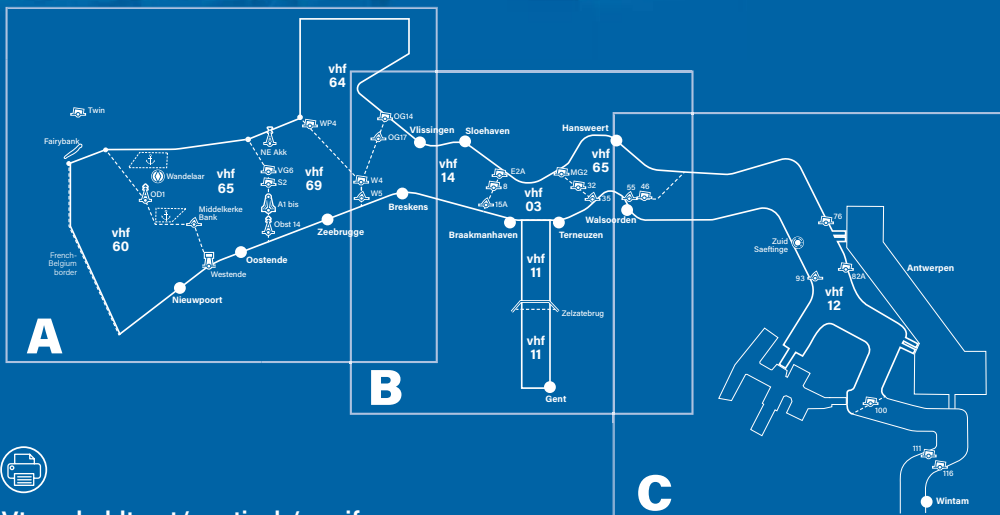 vhf
64
Twin
WP4
OG14
Fairybank
NE Akk
OG17
Vlissingen
Sloehaven
Hansweert
Wandelaar
vhf
65
VG6
S2
vhf
69
W4
W5
vhf
14
E2A
8
15A
MG2
vhf
65
32
35
55
46
OD1
Middelkerke
Bank
A1 bis
Obst 14
vhf
60
Breskens
vhf
03
Walsoorden
76
Zeebrugge
Braakmanhaven
Terneuzen
Zuid
Saeftinge
French-
Belgium
border
Oostende
Westende
vhf
11
93
82A
Antwerpen
Nieuwpoort
vhf
12
Zelzatebrug
A
vhf
11
B
Gent
100
111
116
C
Wintam